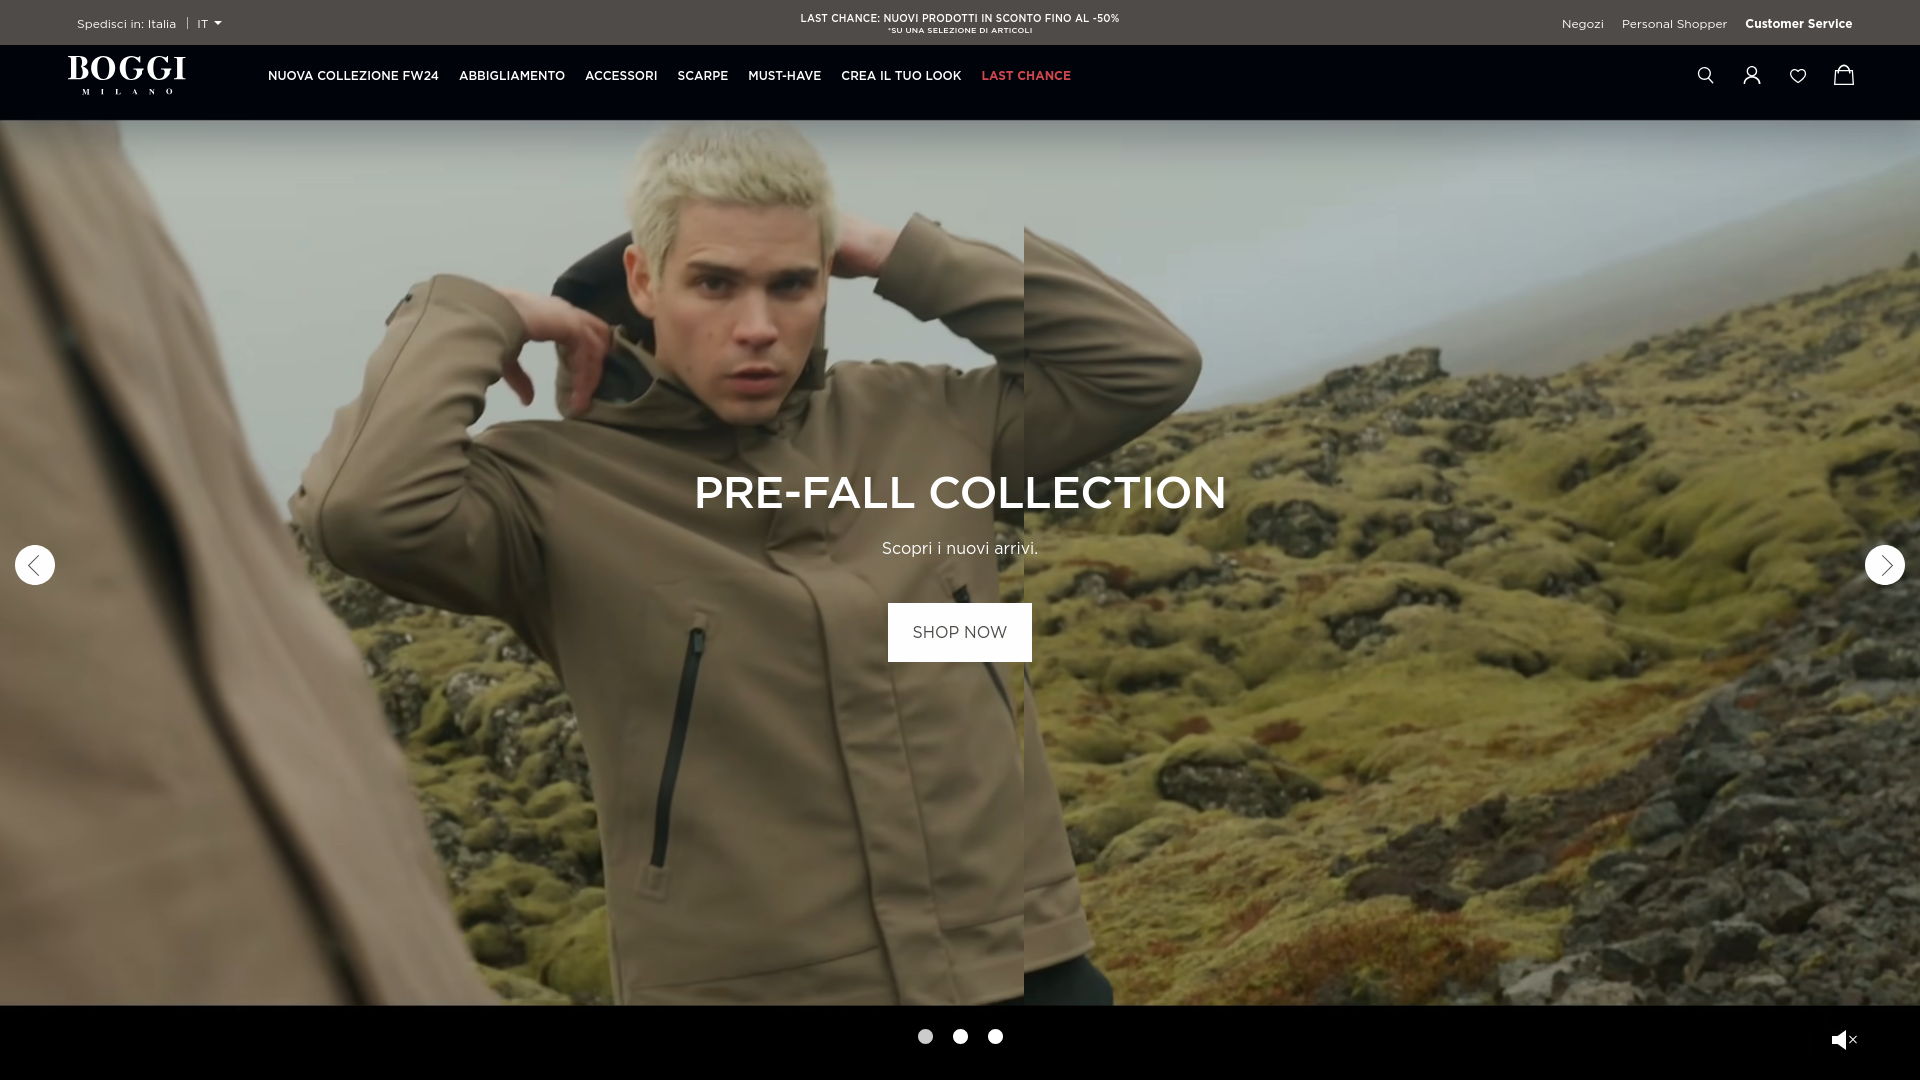 Spedisci in: Italia | IT
LAST CHANCE: NUOVI PRODOTTI IN SCONTO FINO AL -50%
*SU UNA SELEZIONE DI ARTICOLI
Negozi Personal Shopper Customer Service
BOGGI
MILANO
NUOVA COLLEZIONE FW24 ABBIGLIAMENTO ACCESSORI SCARPE MUST-HAVE CREA IL TUO LOOK LAST CHANCE
PRE-FALL COLLECTION
Scopri i nuovi arrivi.
SHOP NOW